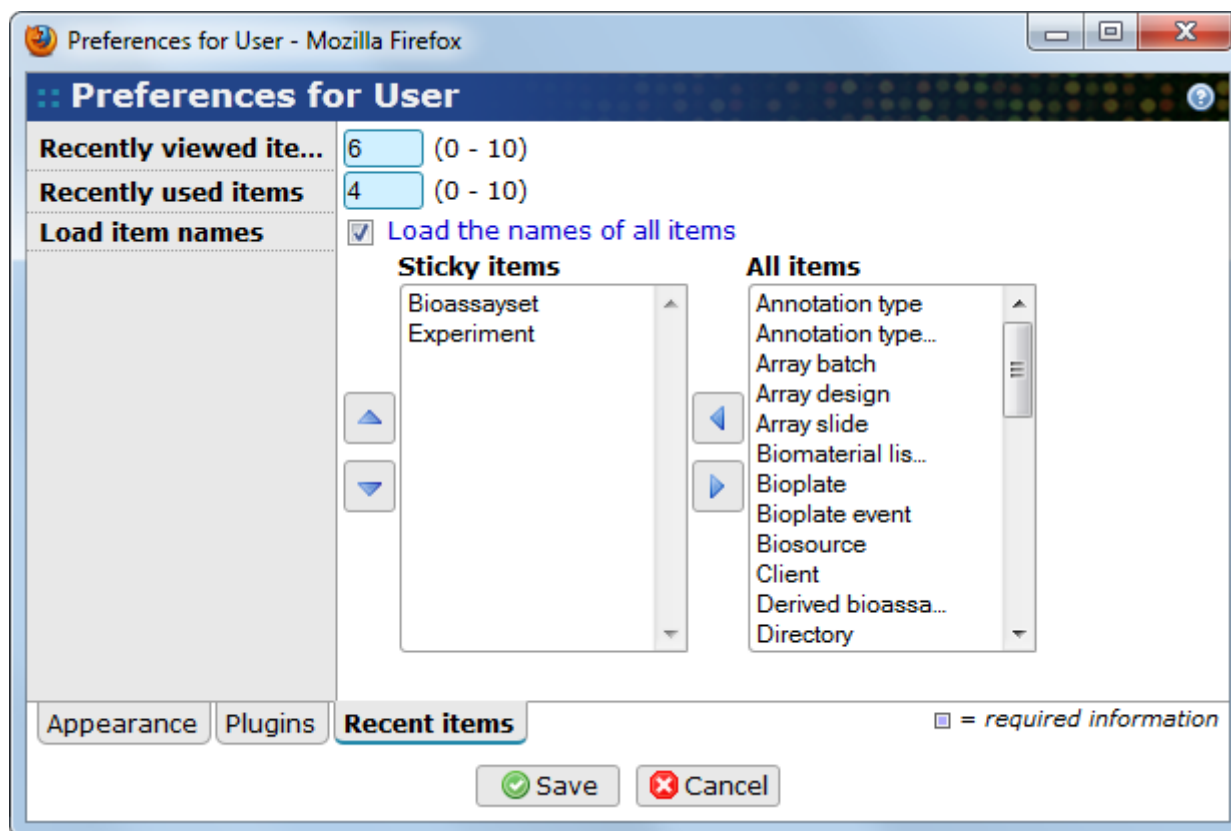 Preferences for User - Mozilla Firefox
:: Preferences for User
?
Recently viewed ite... 6 (0 - 10)
Recently used items 4 (0 - 10)
Load item names Load the names of all items
Sticky items All items
Bioassayset
Experiment
Annotation type
Annotation type...
Array batch
Array design
Array slide
Biomaterial lis...
Bioplate
Bioplate event
Biosource
Client
Derived bioassa...
Directory
Appearance Plugins Recent items = required information
Save Cancel